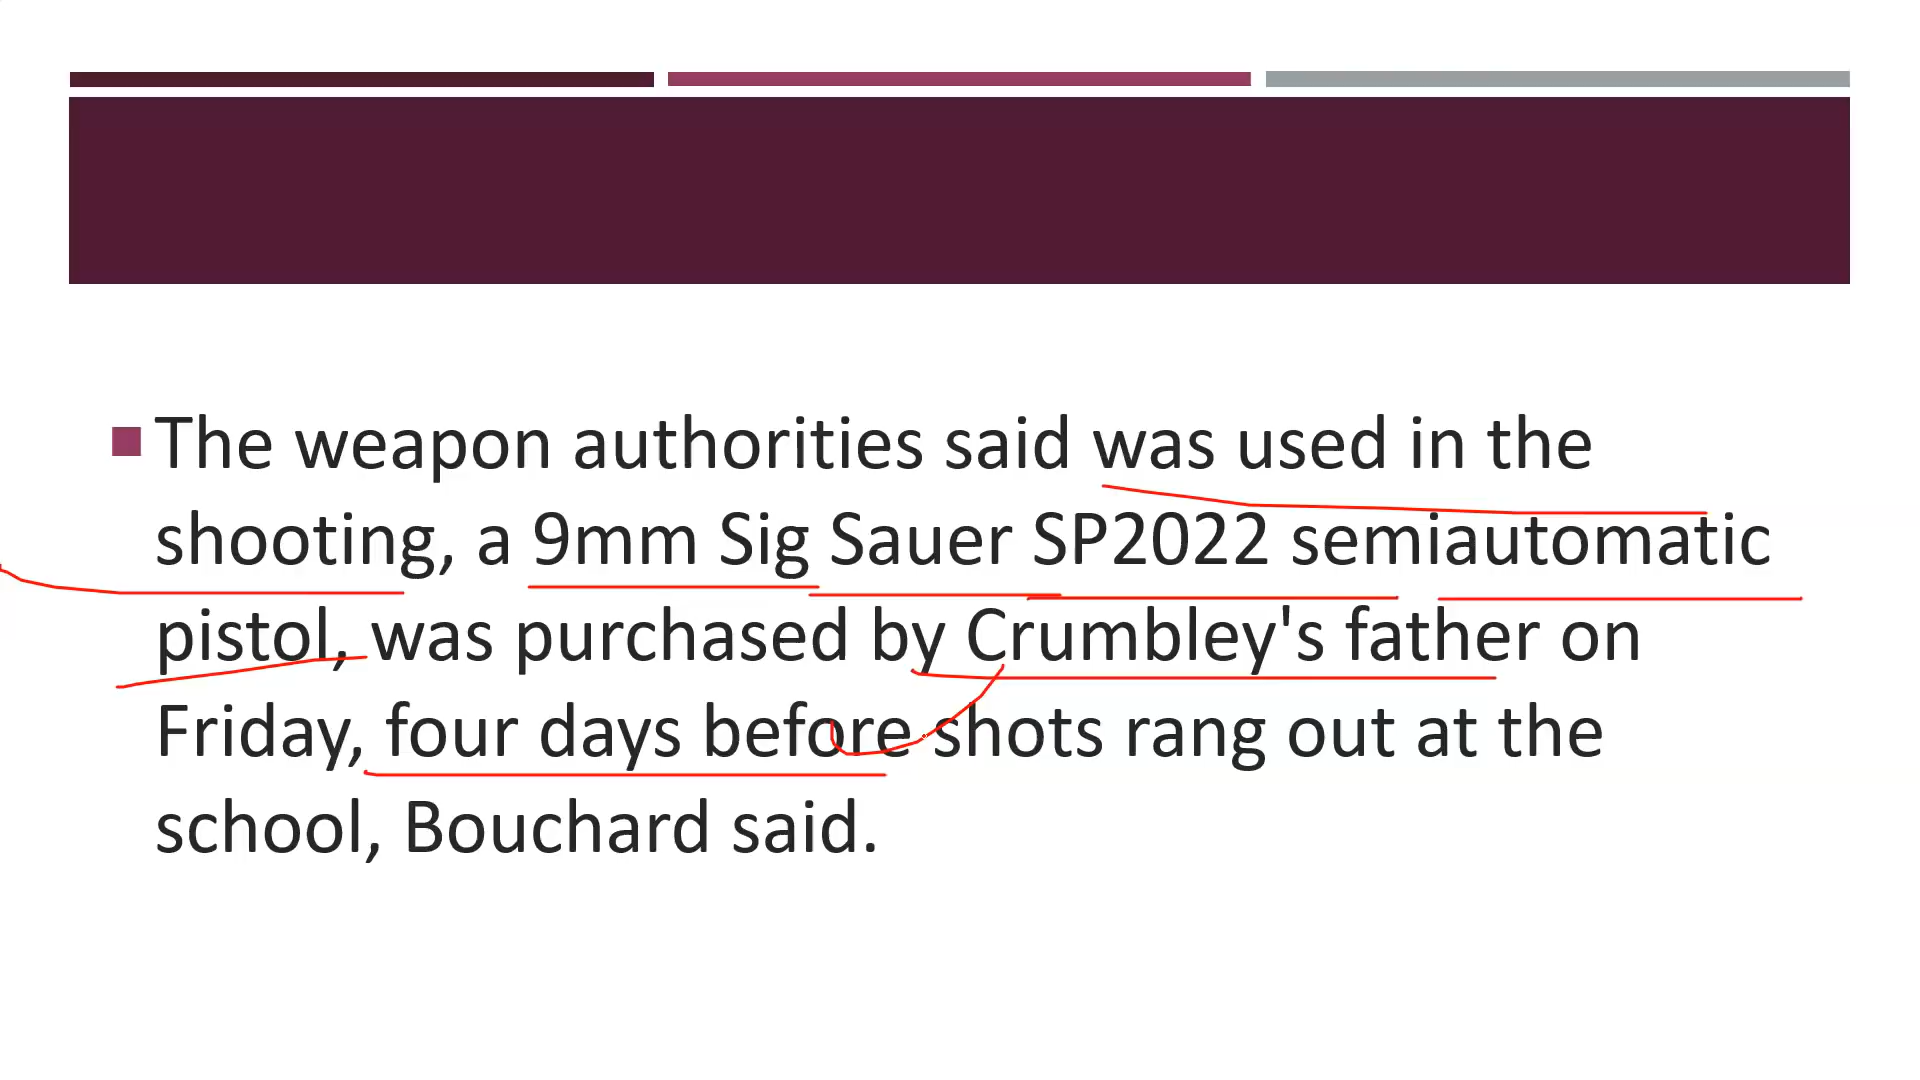 The weapon authorities said was used in the
shooting, a 9mm Sig Sauer SP2022 semiautomatic
pistol, was purchased by Crumbley's father on
Friday, four days before shots rang out at the
school, Bouchard said.